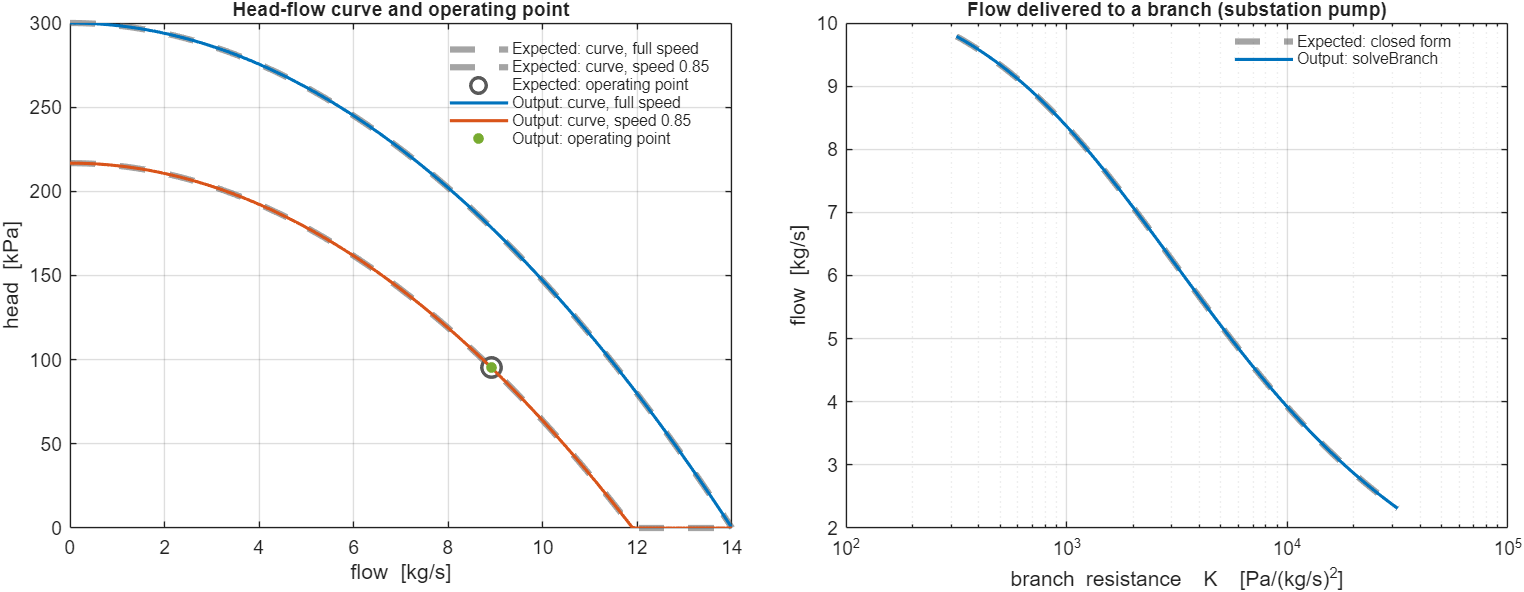 Head-flow curve and operating point
300
250
200
150
100
50
0
head [kPa]
0 2 4 6 8 10 12 14
flow [kg/s]
Expected: curve, full speed
Expected: curve, speed 0.85
Expected: operating point
Output: curve, full speed
Output: curve, speed 0.85
Output: operating point
Flow delivered to a branch (substation pump)
10
9
8
7
6
5
4
3
2
flow [kg/s]
10² 10³ 10⁴ 10⁵
branch resistance K [Pa/(kg/s)²]
Expected: closed form
Output: solveBranch